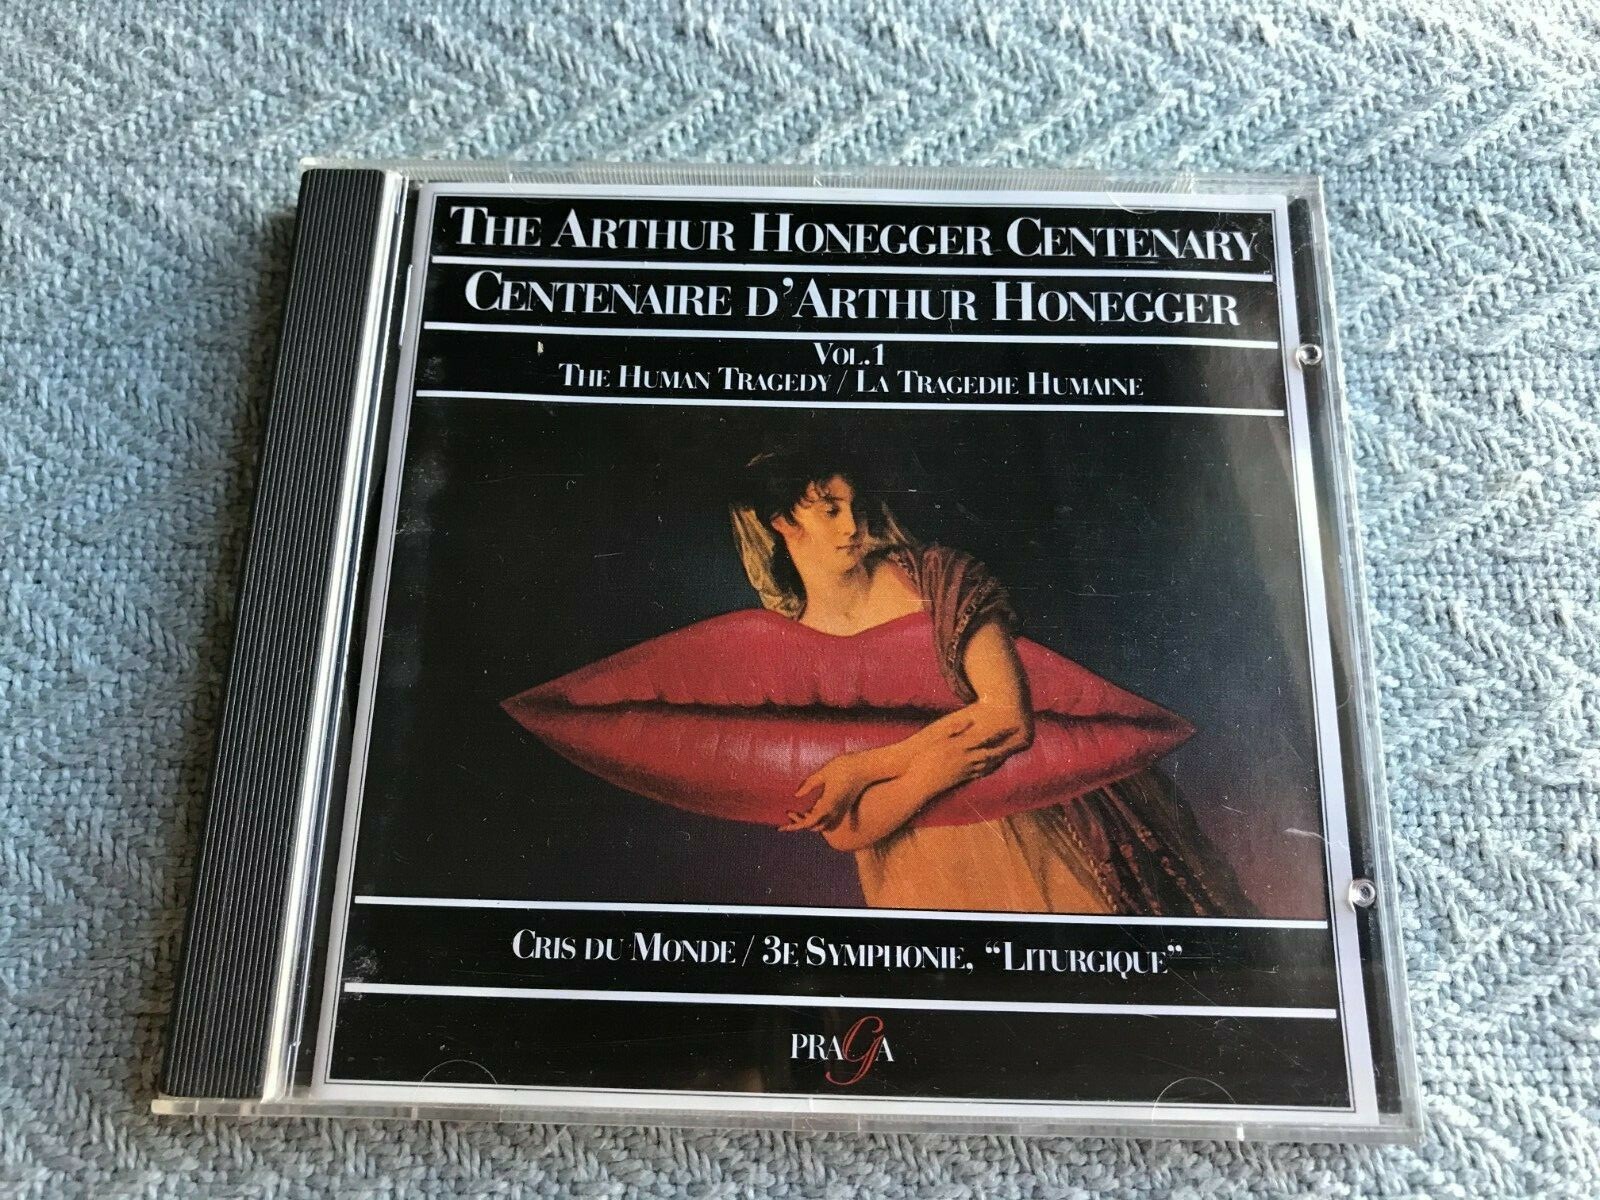 THE ARTHUR HONEGGER CENTENARY
CENTENAIRE D'ARTHUR HONEGGER
VOL.1
THE HUMAN TRAGEDY / LA TRAGEDIE HUMAINE
CRIS DU MONDE / 3E SYMPHONIE, “LITURGIQUE”
PRAGA